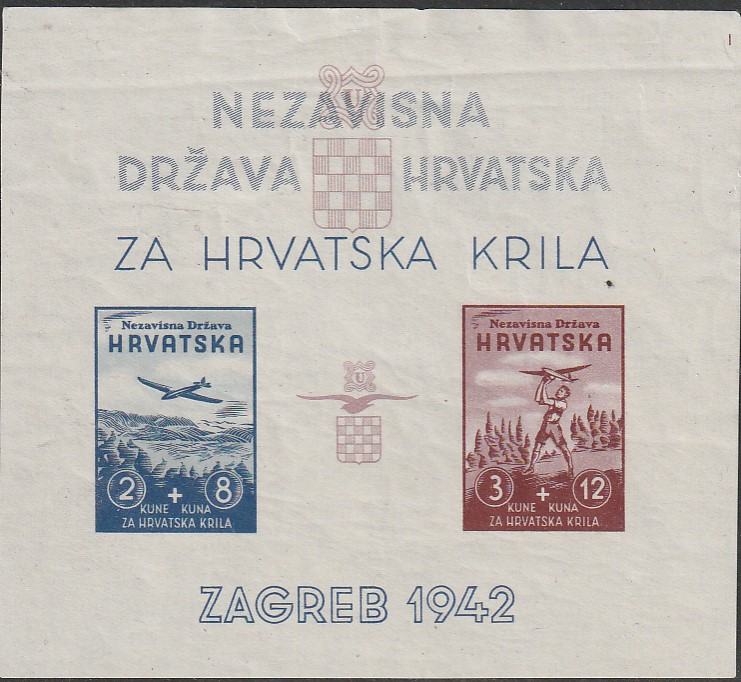 U
NEZAVISNA
DRŽAVA HRVATSKA
ZA HRVATSKA KRILA
Nezavisna Država
HRVATSKA
2 + 8
KUNE KUNA
ZA HRVATSKA KRILA
U
Nezavisna Država
HRVATSKA
3 + 12
KUNE KUNA
ZA HRVATSKA KRILA
ZAGREB 1942